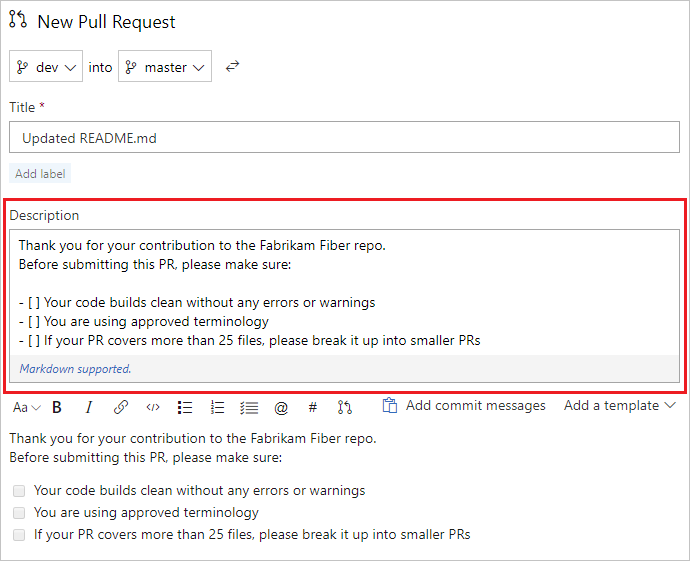 New Pull Request
dev into master
Title *
Updated README.md
Add label
Description
Thank you for your contribution to the Fabrikam Fiber repo.
Before submitting this PR, please make sure:
- [ ] Your code builds clean without any errors or warnings
- [ ] You are using approved terminology
- [ ] If your PR covers more than 25 files, please break it up into smaller PRs
Markdown supported.
Aa B I </> @ # Add commit messages Add a template
Thank you for your contribution to the Fabrikam Fiber repo.
Before submitting this PR, please make sure:
Your code builds clean without any errors or warnings
You are using approved terminology
If your PR covers more than 25 files, please break it up into smaller PRs